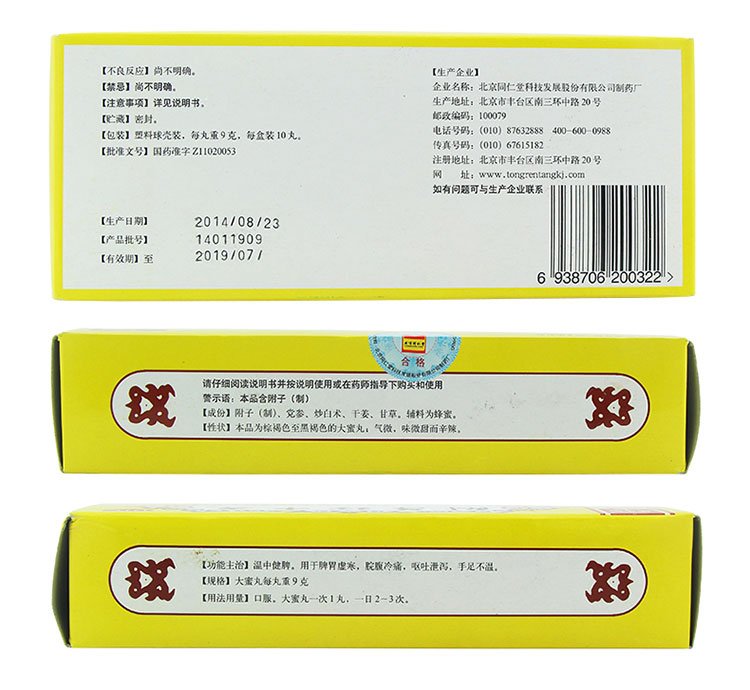 【不良反应】尚不明确。
【禁忌】尚不明确。
【注意事项】详见说明书。
【贮藏】密封。
【包装】塑料球壳装，每丸重9克，每盒装10丸。
【批准文号】国药准字Z11020053
【生产日期】 2014/08/23
【产品批号】 14011909
【有效期】至 2019/07/
【生产企业】
企业名称：北京同仁堂科技发展股份有限公司制药厂
生产地址：北京市丰台区南三环中路20号
邮政编码：100079
电话号码：(010) 87632888 400-600-0988
传真号码：(010) 67615182
注册地址：北京市丰台区南三环中路20号
网 址：www.tongrentangkj.com
如有问题可与生产企业联系
6 938706 200322
合格
请仔细阅读说明书并按说明使用或在药师指导下购买和使用
警示语：本品含附子（制）
【成份】附子（制）、党参、炒白术、干姜、甘草。辅料为蜂蜜。
【性状】本品为棕褐色至黑褐色的大蜜丸；气微，味微甜而辛辣。
【功能主治】温中健脾。用于脾胃虚寒，脘腹冷痛，呕吐泄泻，手足不温。
【规格】大蜜丸每丸重9克
【用法用量】口服。大蜜丸一次1丸，一日2~3次。